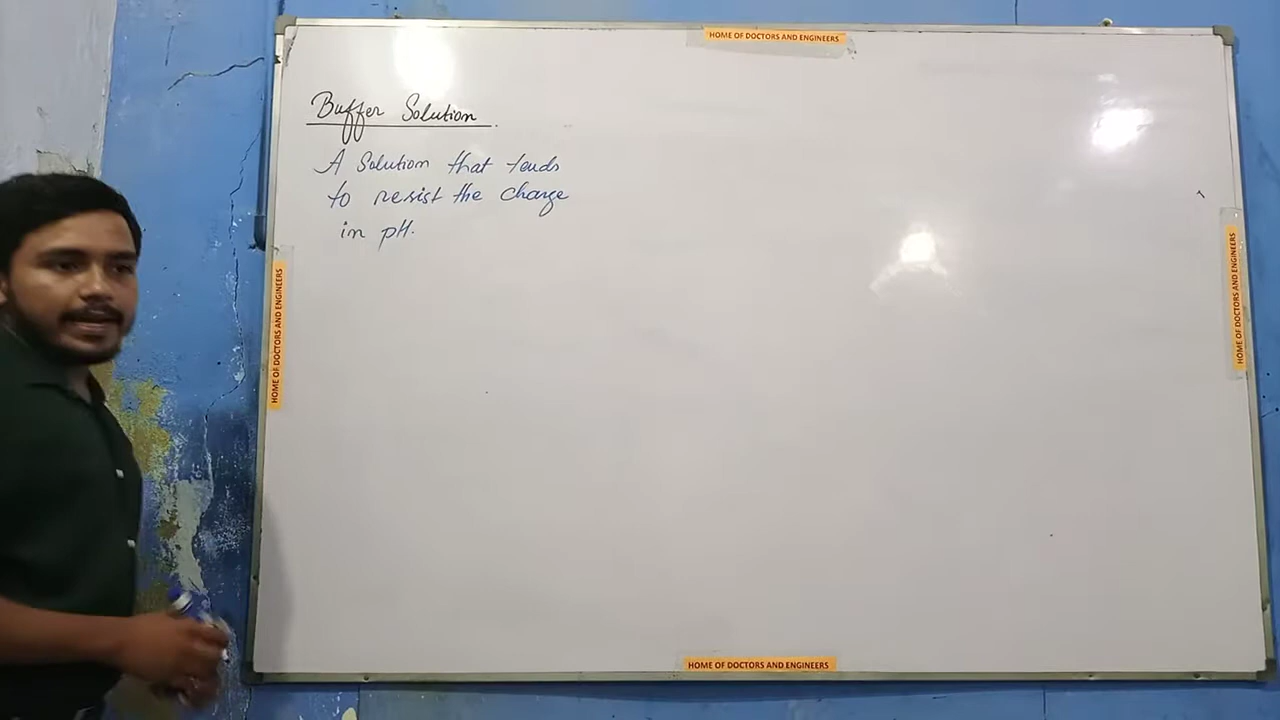 HOME OF DOCTORS AND ENGINEERS
Buffer Solution
A Solution that tends
to resist the change
in pH.
HOME OF DOCTORS AND ENGINEERS
HOME OF DOCTORS AND ENGINEERS
HOME OF DOCTORS AND ENGINEERS